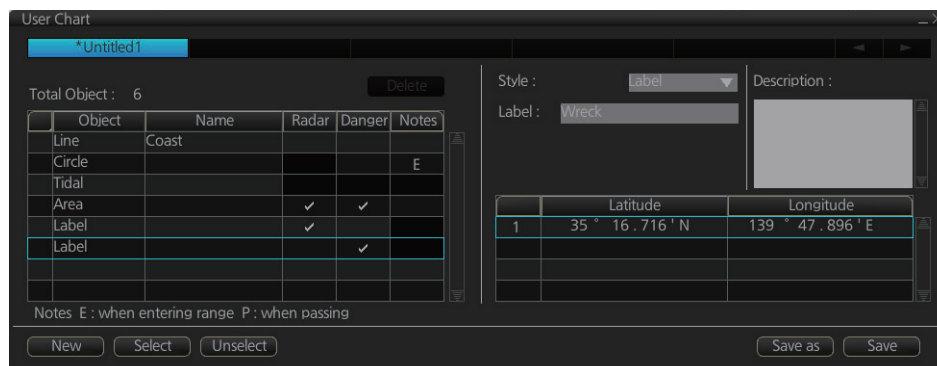 User Chart
*Untitled1
Total Object : 6
Delete
Object Name Radar Danger Notes
Line Coast
Circle E
Tidal
Area ✓ ✓
Label ✓
Label ✓
Notes E : when entering range P : when passing
Style : Label
Label : Wreck
Description :
Latitude Longitude
1 35 ° 16 . 716 ' N 139 ° 47 . 896 ' E
New Select Unselect Save as Save